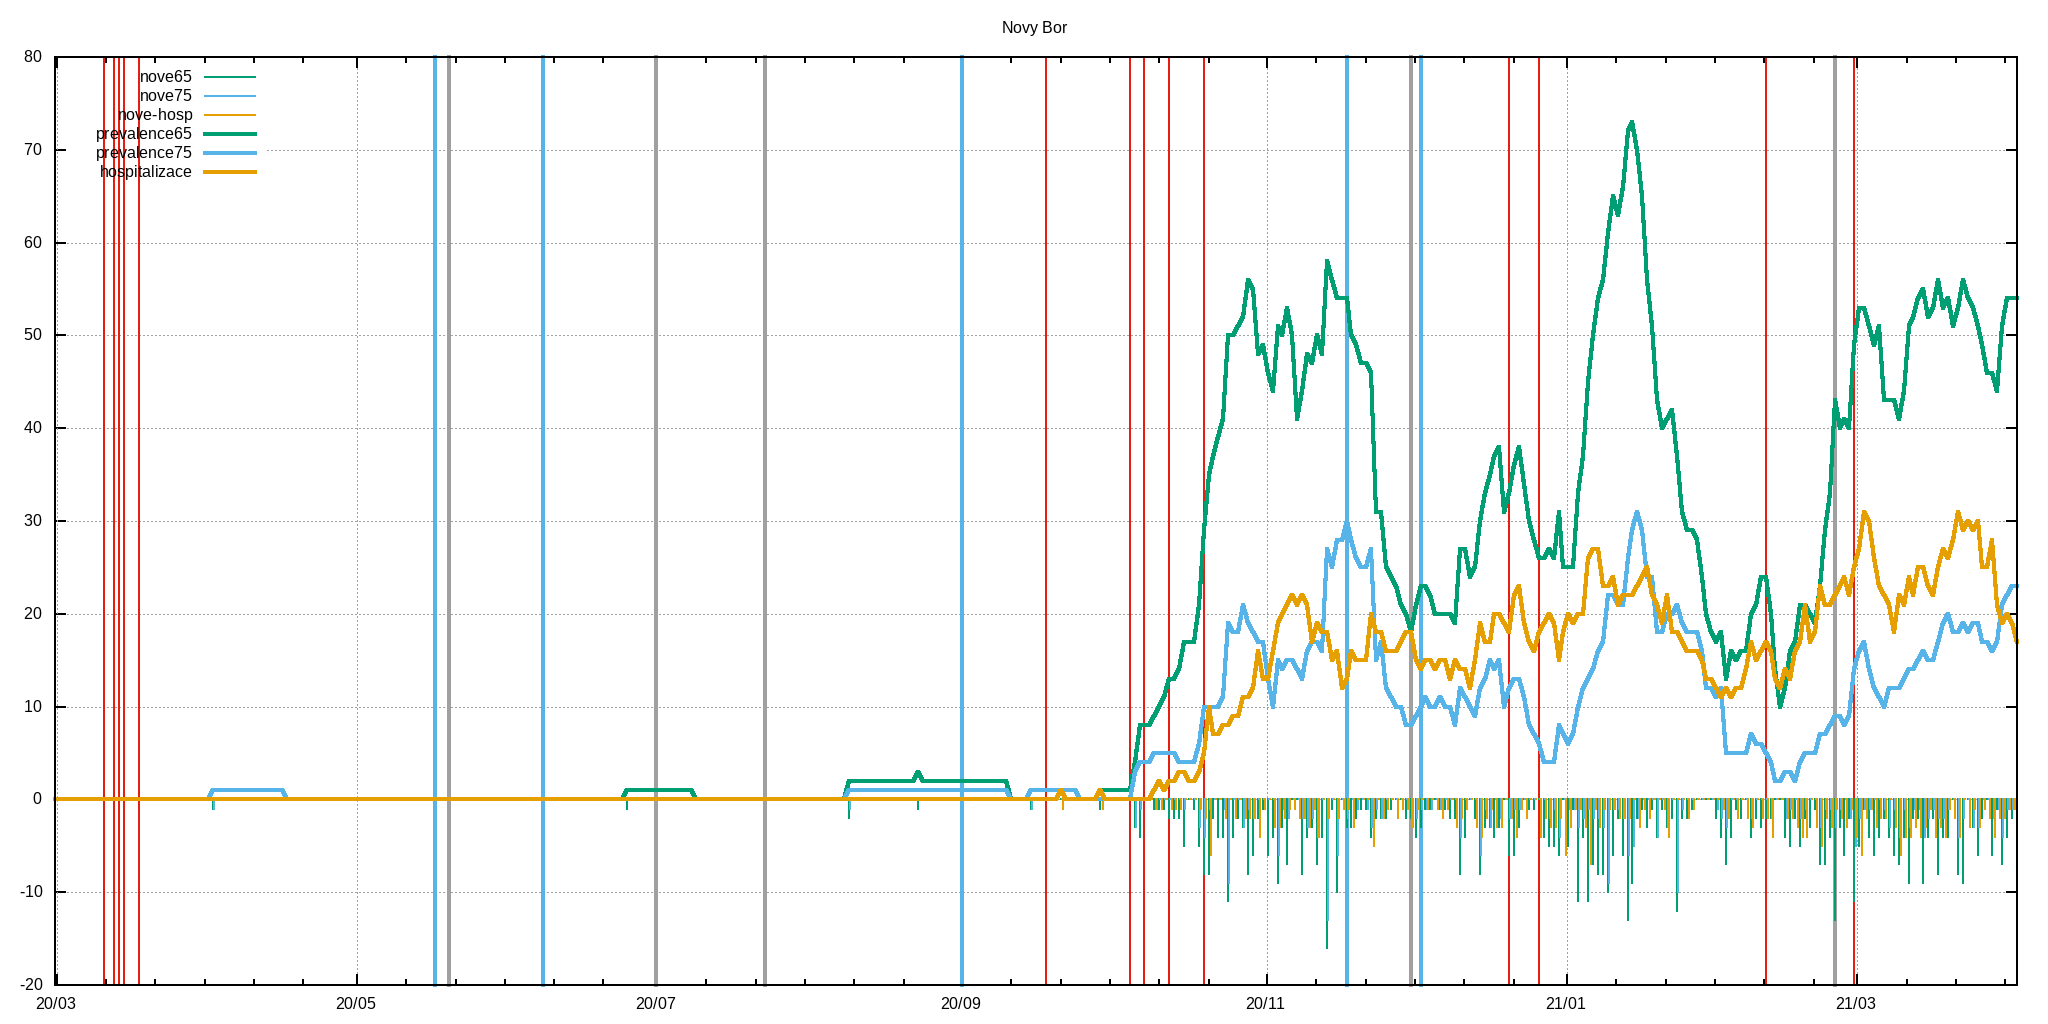 Novy Bor
80
70
60
50
40
30
20
10
0
-10
-20
nove65
nove75
nove-hosp
prevalence65
prevalence75
hospitalizace
20/03 20/05 20/07 20/09 20/11 21/01 21/03